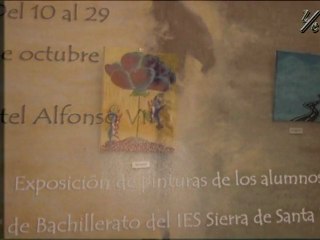 Del 10 al 29
e octubre
tel Alfonso VII
Exposición de pinturas de los alumnos
de Bachillerato del IES Sierra de Santa